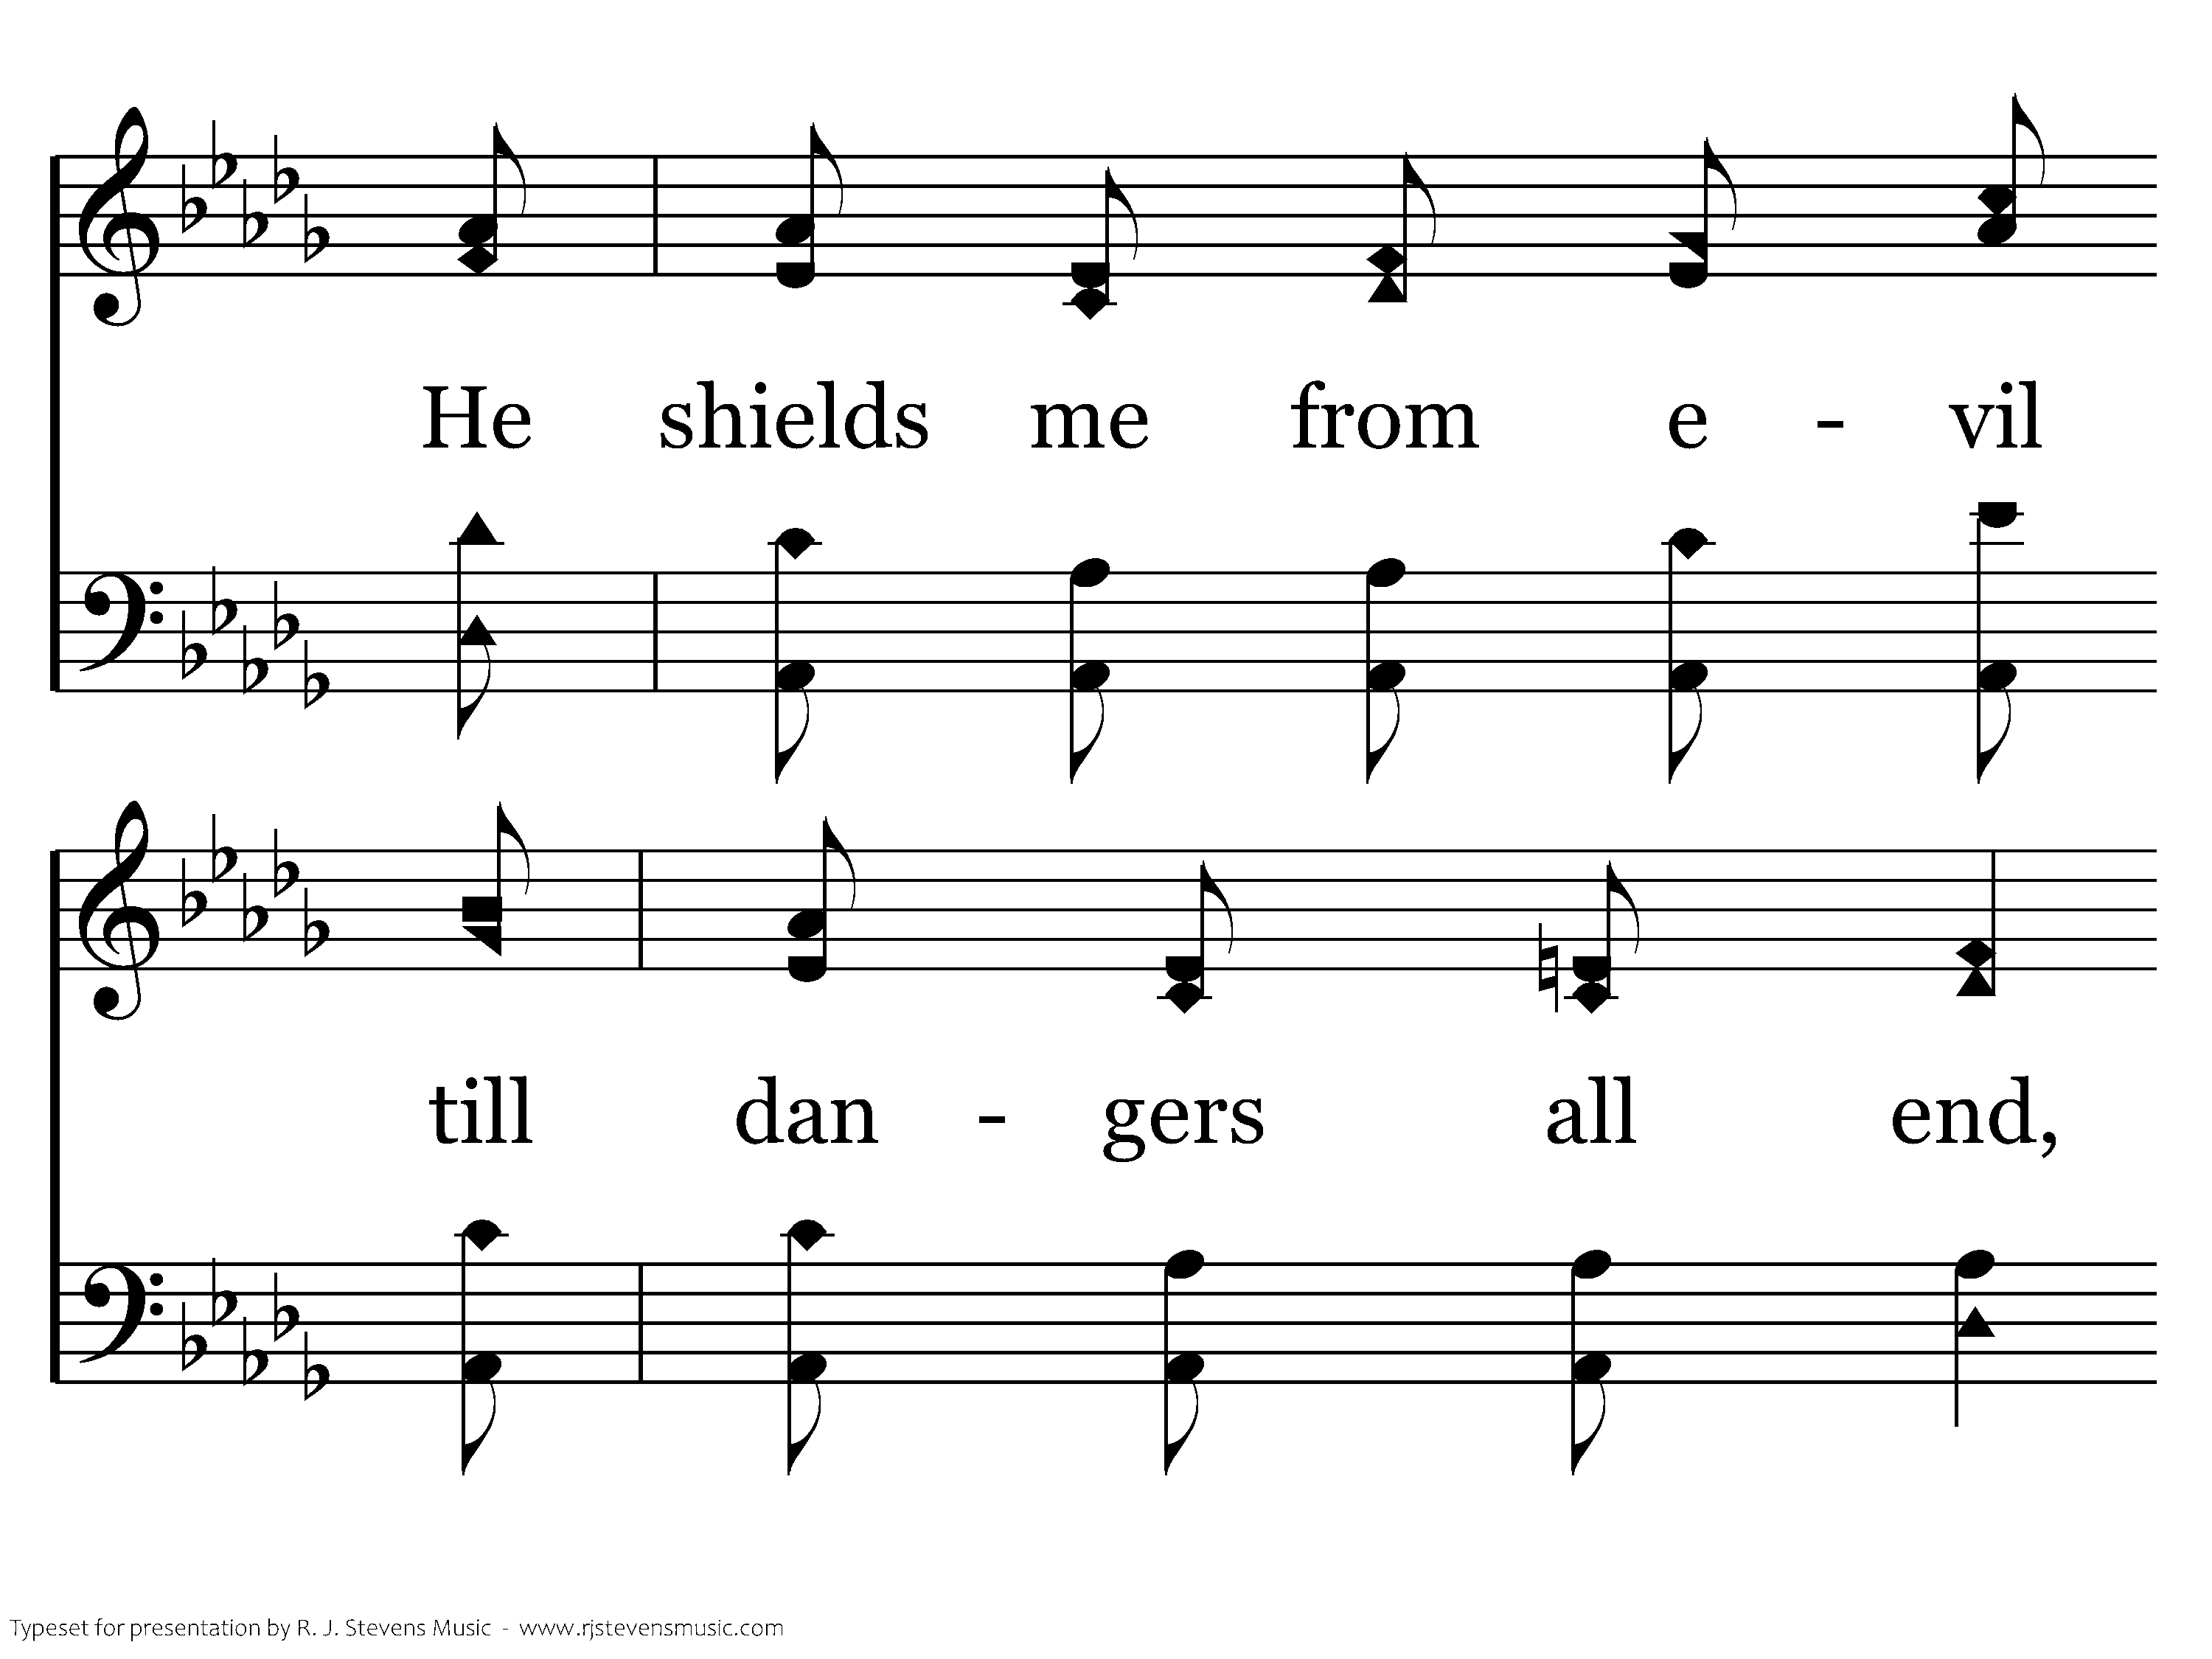 He shields me from e - vil
till dan - gers all end,
Typeset for presentation by R. J. Stevens Music - www.rjstevensmusic.com